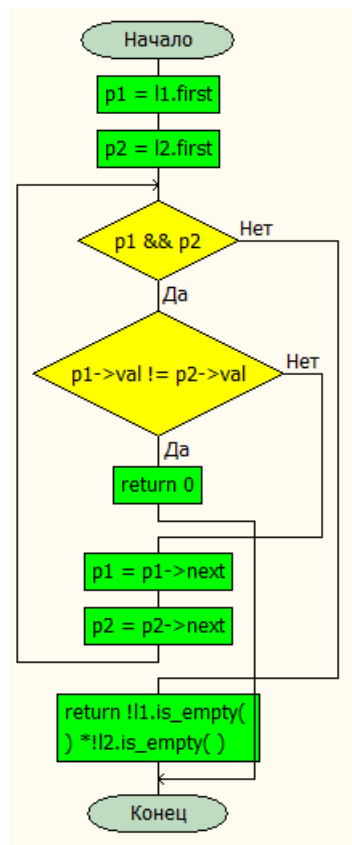 Начало
p1 = l1.first
p2 = l2.first
p1 && p2
Нет
Да
p1->val != p2->val
Нет
Да
return 0
p1 = p1->next
p2 = p2->next
return !l1.is_empty(
) *!l2.is_empty( )
Конец